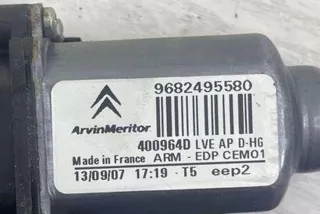 9682495580
ArvinMeritor
400964D LVE AP D-HG
Made in France ARM - EDP CEM01
13/09/07 17:19 - T5 eep2